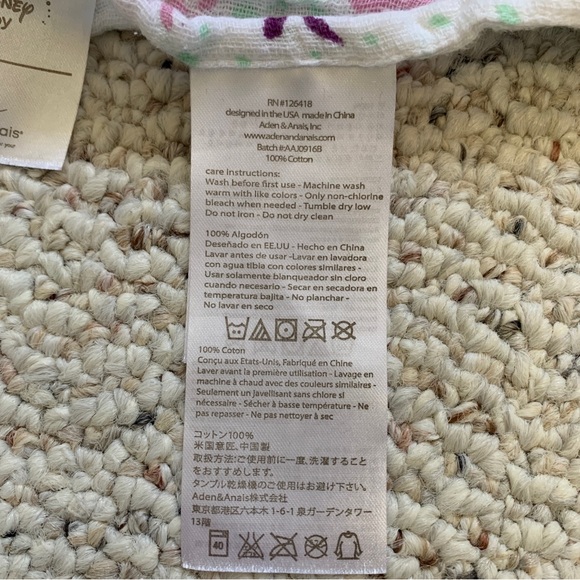 RN #126418
designed in the USA made in China
Aden & Anais, Inc
www.adenandanais.com
Batch #:AAJ0916B
100% Cotton
care instructions:
Wash before first use - Machine wash
warm with like colors - Only non-chlorine
bleach when needed - Tumble dry low
Do not iron - Do not dry clean
100% Algodón
Deseñado en EE.UU - Hecho en China
Lavar antes de usar -Lavar en lavadora
con agua tibia con colores similares -
Usar solamente blanqueador sin cloro
cuando necesario - Secar en secadora en
temperatura bajita - No planchar -
No lavar en seco
100% Coton
Conçu aux Etats-Unis, Fabriqué en Chine
Laver avant la première utilisation - Lavage en
machine à chaud avec des couleurs similaires -
Seulement un javellisant sans chlore si
nécessaire - Sécher à basse température - Ne
pas repasser - Ne pas nettoyer à sec
コットン100%
米国意匠、中国製
取扱方法:ご使用前に一度、洗濯すること
をおすすめします
タンブル乾燥機のご使用はお控え下さい
Aden&Anais株式会社
東京都港区六本木 1-6-1 泉ガーデンタワー
13階
40